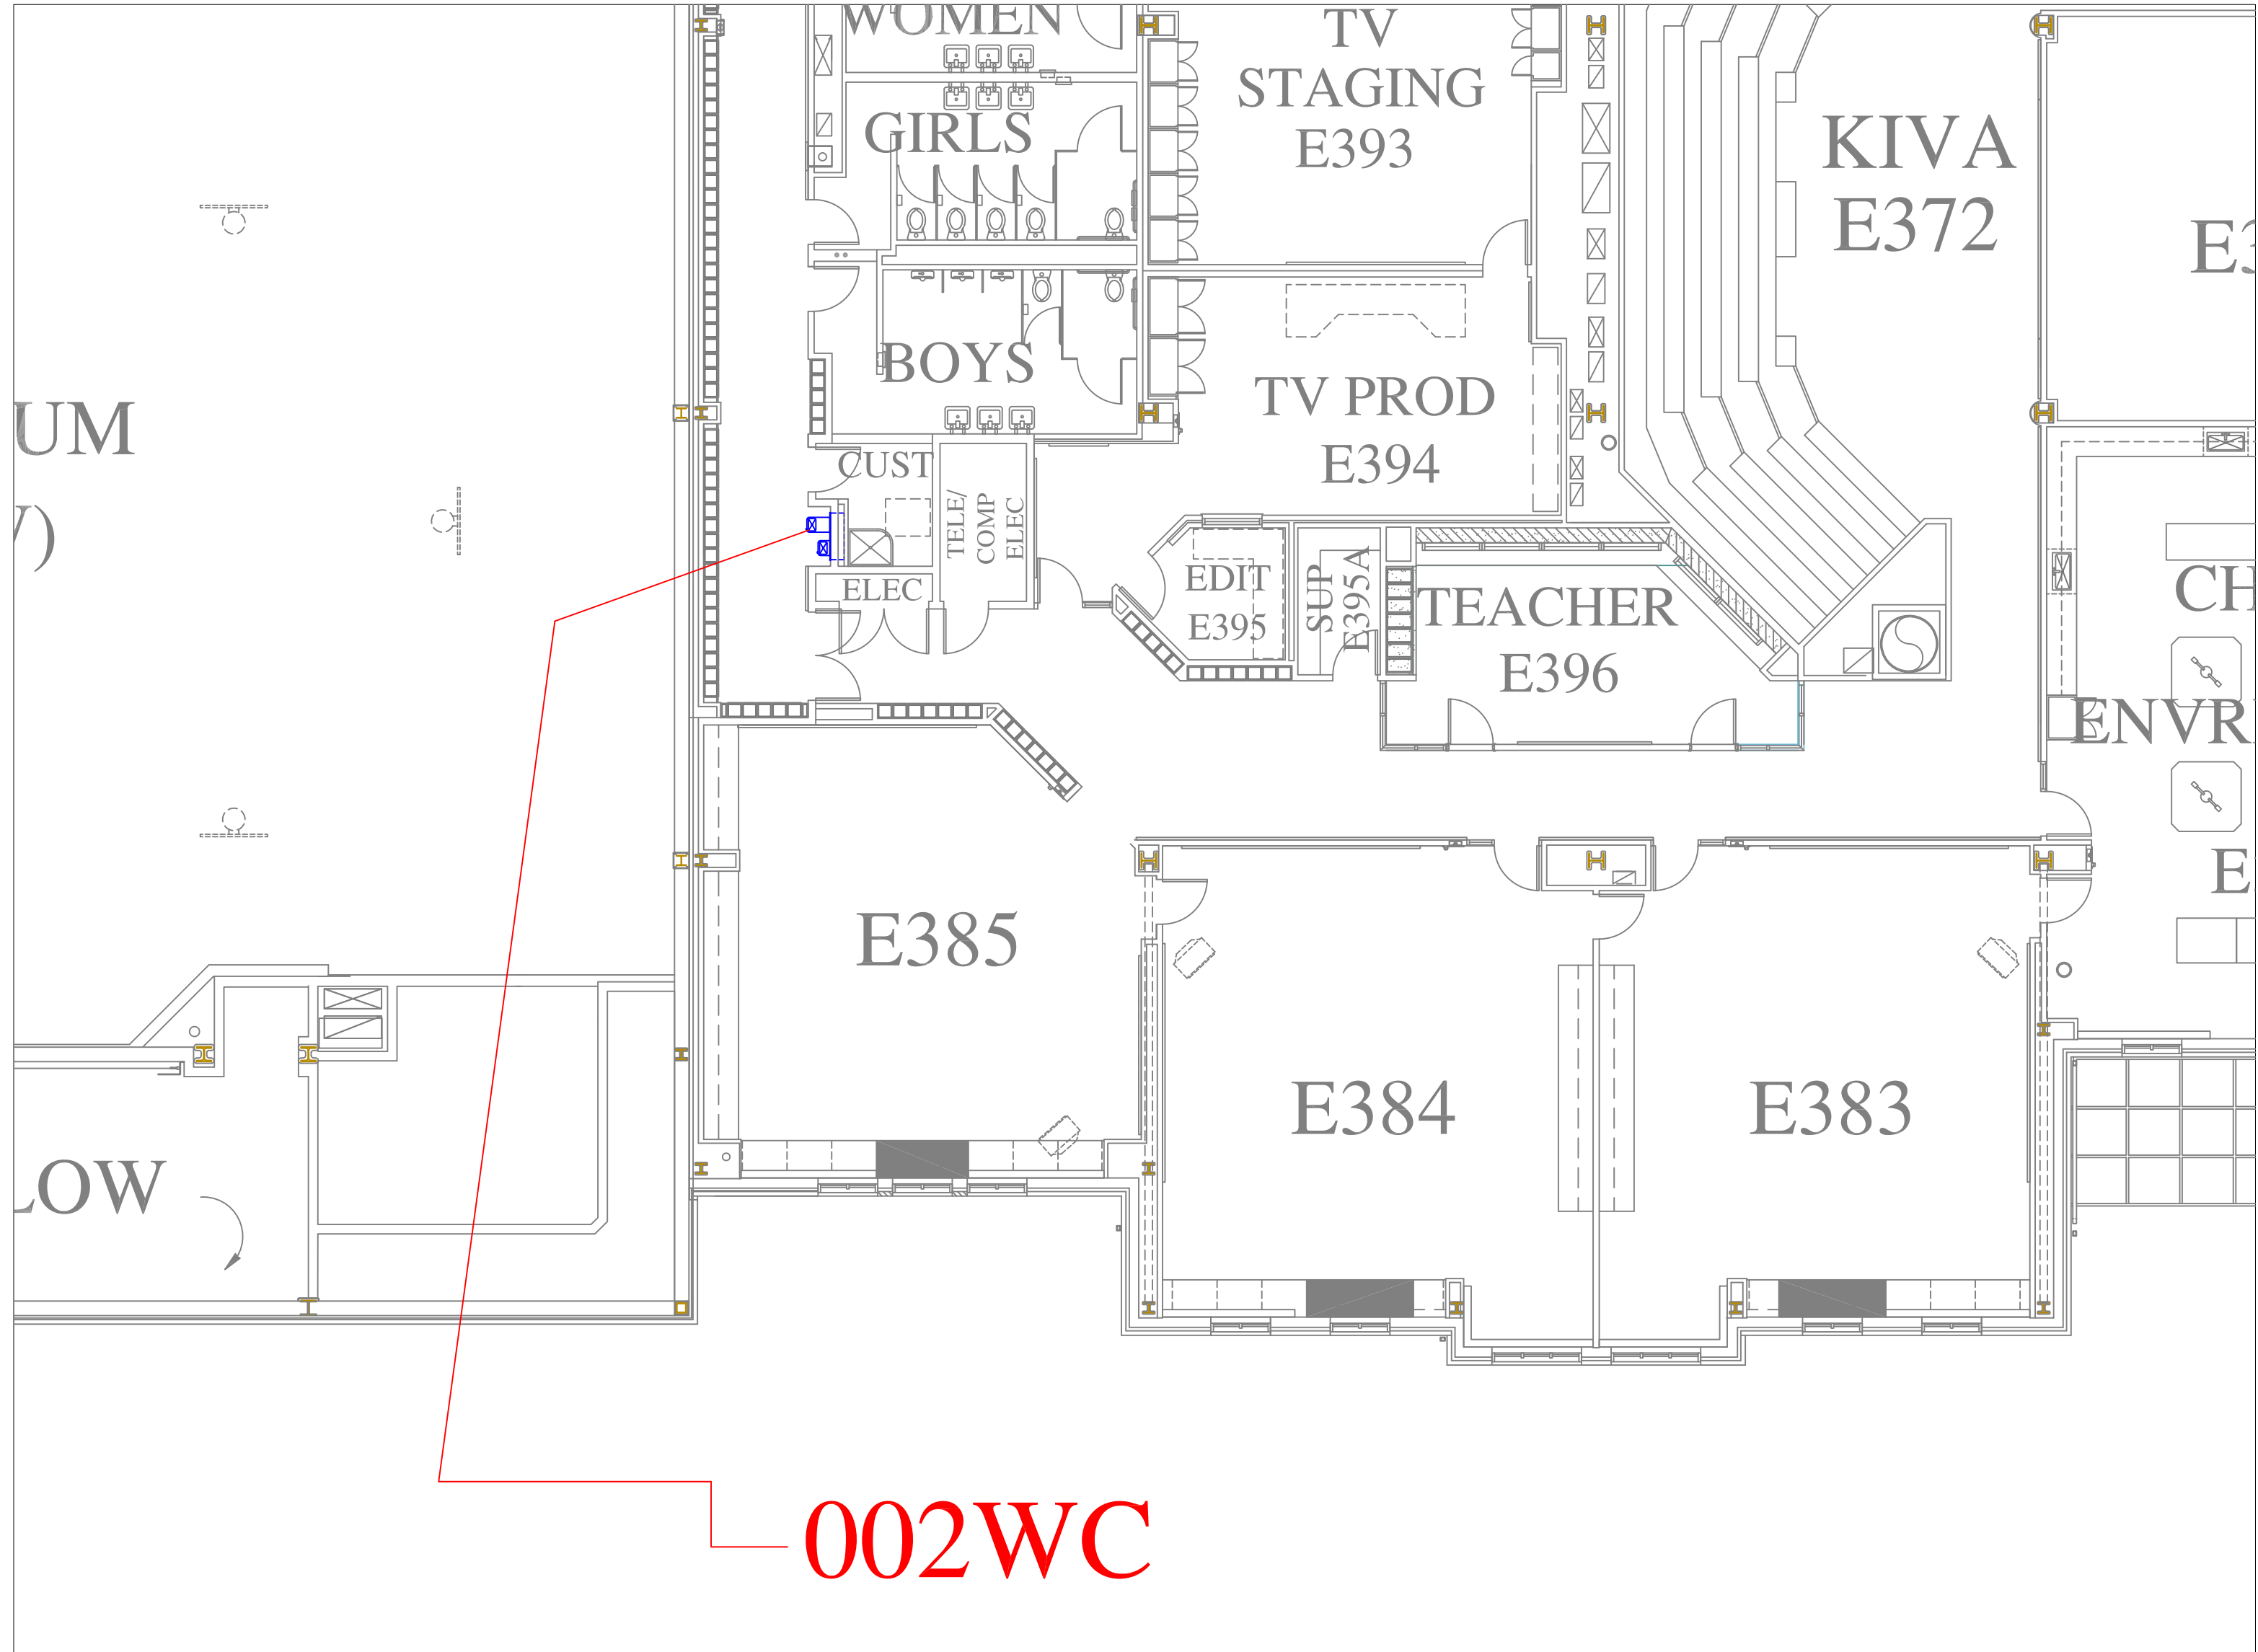 WOMEN
TV
STAGING
E393
GIRLS
KIVA
E372
E3
BOYS
TV PROD
E394
UM
CUST
TELE/
COMP
ELEC
V)
EDIT
E395
SUP
E395A
TEACHER
E396
ELEC
CH
ENVR
E
E385
E384
E383
LOW
002WC